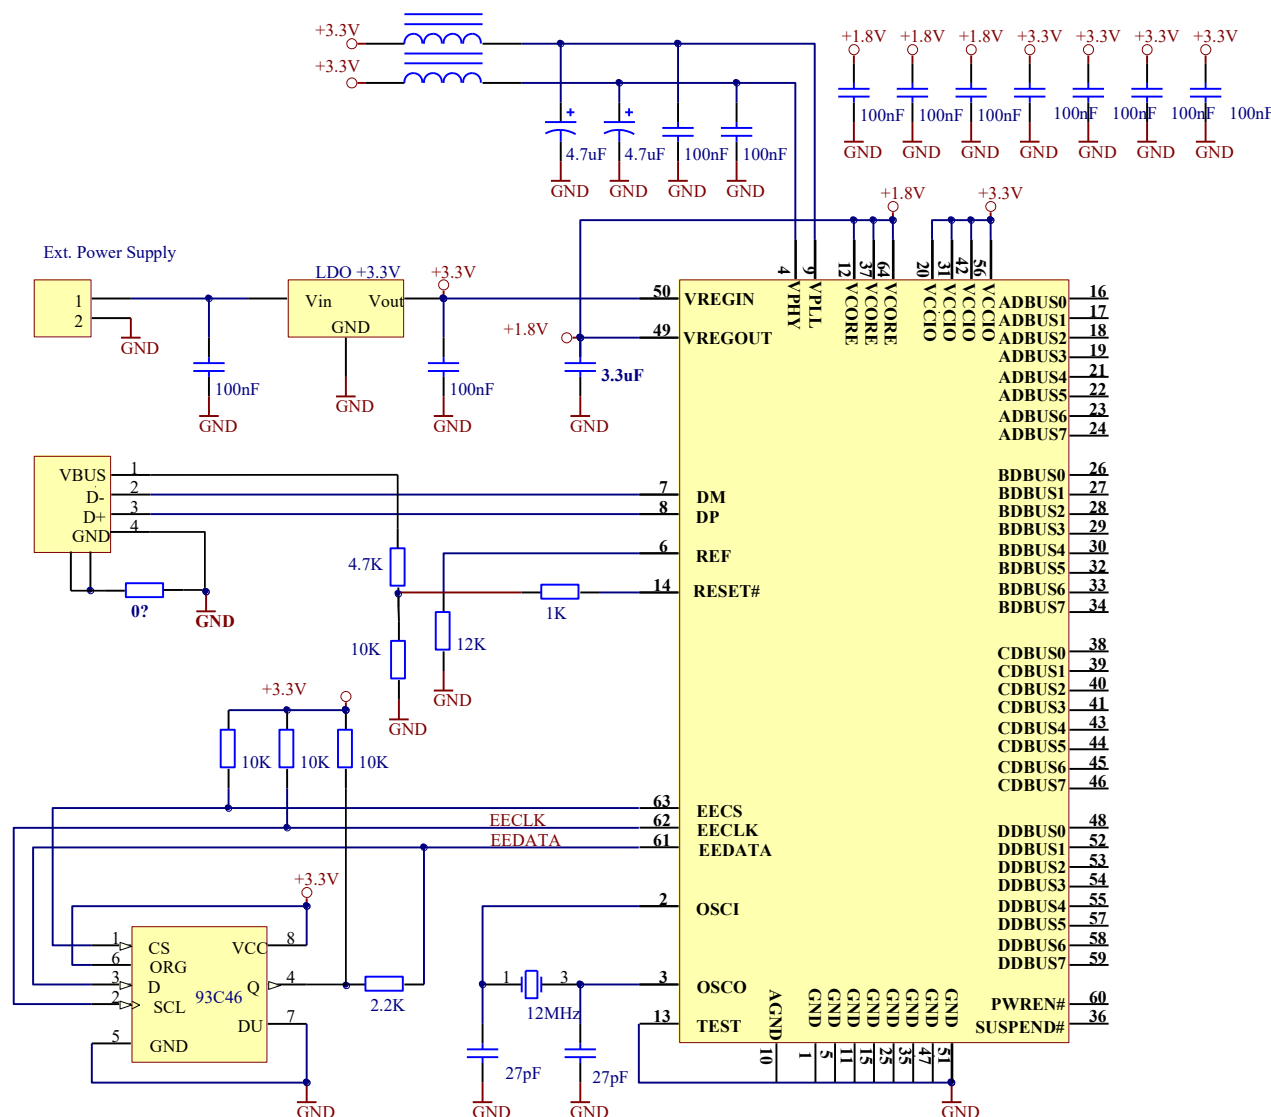 +3.3V
+3.3V
4.7uF
4.7uF
100nF
100nF
GND
GND
GND
GND
+1.8V
+1.8V
+1.8V
+3.3V
+3.3V
+3.3V
+3.3V
100nF
100nF
100nF
100nF
100nF
100nF
100nF
GND
GND
GND
GND
GND
GND
GND
+1.8V
+3.3V
Ext. Power Supply
1
2
GND
100nF
GND
LDO +3.3V
Vin
Vout
GND
GND
+3.3V
100nF
GND
+1.8V
3.3uF
GND
VBUS
D-
D+
GND
1
2
3
4
0?
GND
4.7K
10K
GND
12K
GND
1K
+3.3V
10K
10K
10K
EECLK
EEDATA
+3.3V
1
6
3
2
5
CS
ORG
D
SCL
GND
93C46
VCC
Q
DU
8
4
7
2.2K
GND
1
3
12MHz
27pF
27pF
GND
GND
50 VREGIN
49 VREGOUT
7 DM
8 DP
6 REF
14 RESET#
63 EECS
62 EECLK
61 EEDATA
2 OSCI
3 OSCO
13 TEST
4 VPHY
9 VPLL
12 VCORE
37 VCORE
64 VCORE
20 VCCIO
31 VCCIO
42 VCCIO
56 VCCIO
ADBUS0 16
ADBUS1 17
ADBUS2 18
ADBUS3 19
ADBUS4 21
ADBUS5 22
ADBUS6 23
ADBUS7 24
BDBUS0 26
BDBUS1 27
BDBUS2 28
BDBUS3 29
BDBUS4 30
BDBUS5 32
BDBUS6 33
BDBUS7 34
CDBUS0 38
CDBUS1 39
CDBUS2 40
CDBUS3 41
CDBUS4 43
CDBUS5 44
CDBUS6 45
CDBUS7 46
DDBUS0 48
DDBUS1 52
DDBUS2 53
DDBUS3 54
DDBUS4 55
DDBUS5 57
DDBUS6 58
DDBUS7 59
PWREN# 60
SUSPEND# 36
AGND 10
GND 1
GND 5
GND 11
GND 15
GND 25
GND 35
GND 47
GND 51
GND